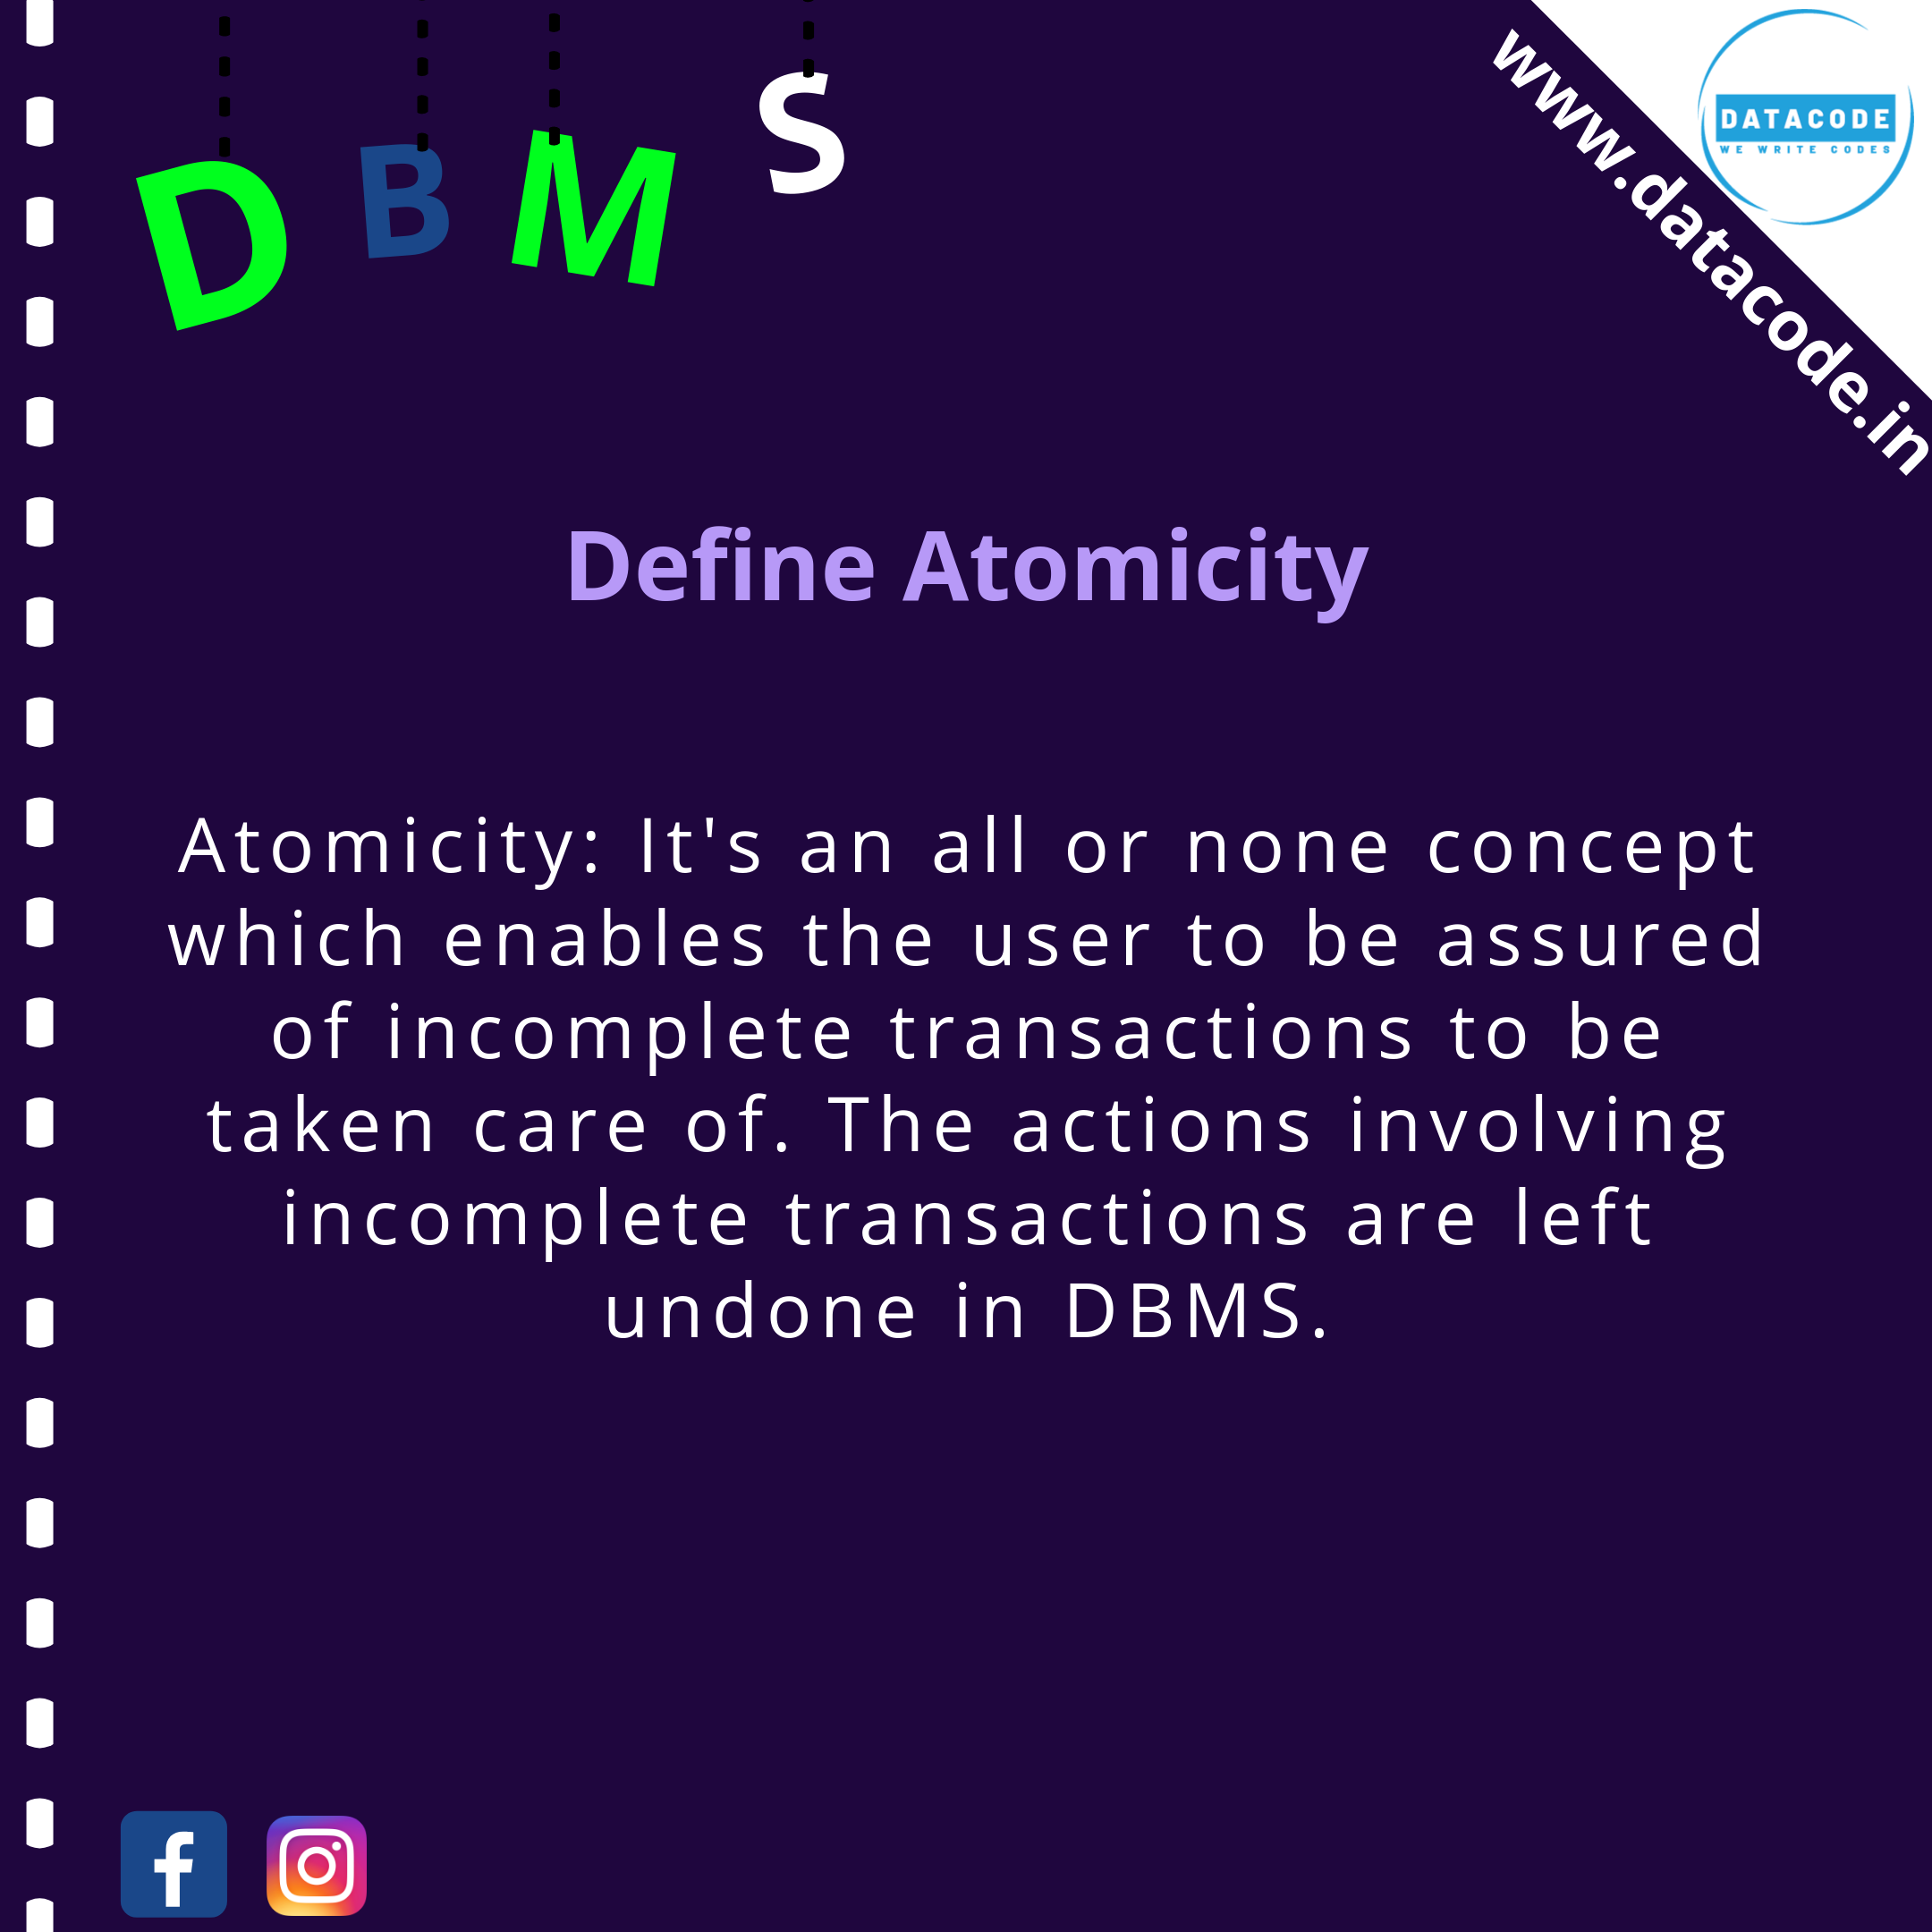 D B M S
www.datacode.in
DATACODE
WE WRITE CODES
Define Atomicity
Atomicity: It's an all or none concept
which enables the user to be assured
of incomplete transactions to be
taken care of. The actions involving
incomplete transactions are left
undone in DBMS.